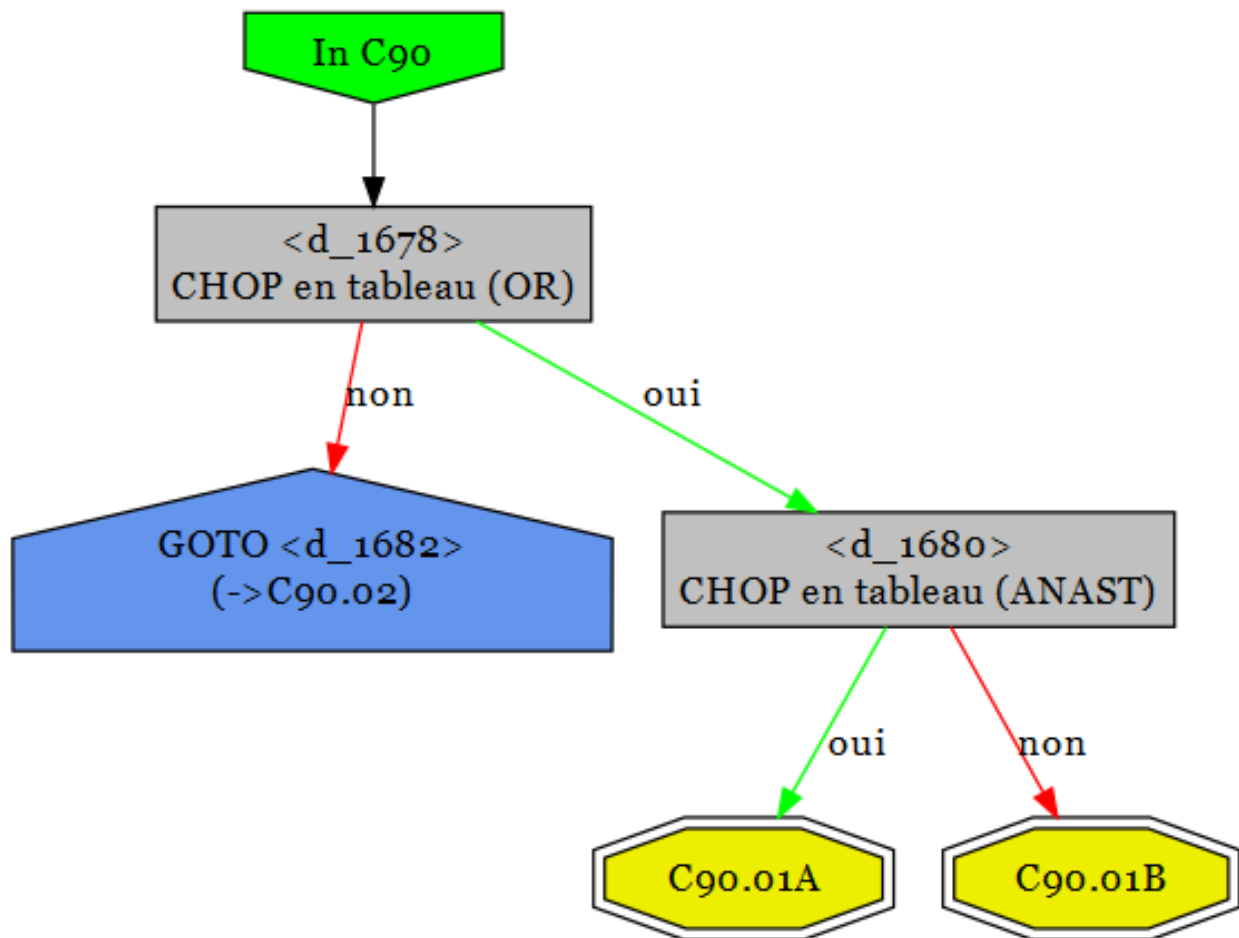 In C90
<d_1678>
CHOP en tableau (OR)
non
oui
GOTO <d_1682>
(->C90.02)
<d_1680>
CHOP en tableau (ANAST)
oui
non
C90.01A
C90.01B